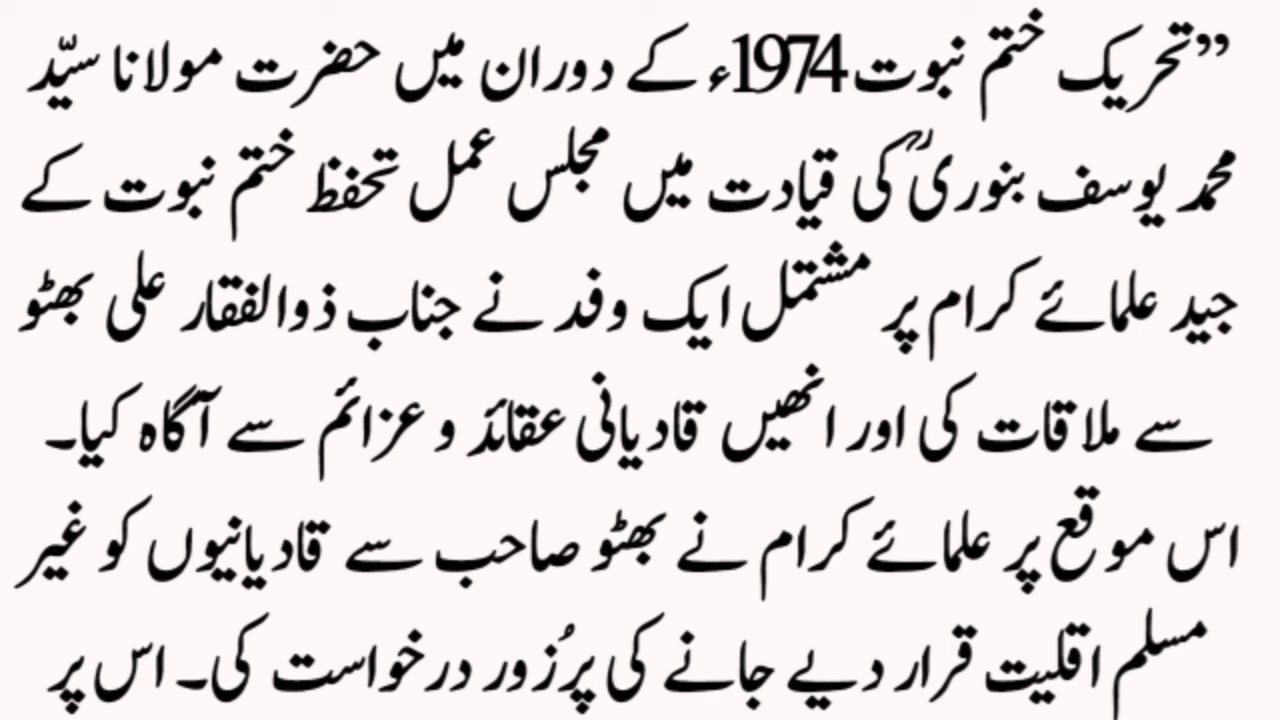 ”تحریک ختم نبوت 1974ء کے دوران میں حضرت مولانا سیّد
محمد یوسف بنوریؒ کی قیادت میں مجلس عمل تحفظ ختم نبوت کے
جید علمائے کرام پر مشتمل ایک وفد نے جناب ذوالفقار علی بھٹو
سے ملاقات کی اور انھیں قادیانی عقائد و عزائم سے آگاہ کیا۔
اس موقع پر علمائے کرام نے بھٹو صاحب سے قادیانیوں کو غیر
مسلم اقلیت قرار دیے جانے کی پرُزور درخواست کی۔ اس پر